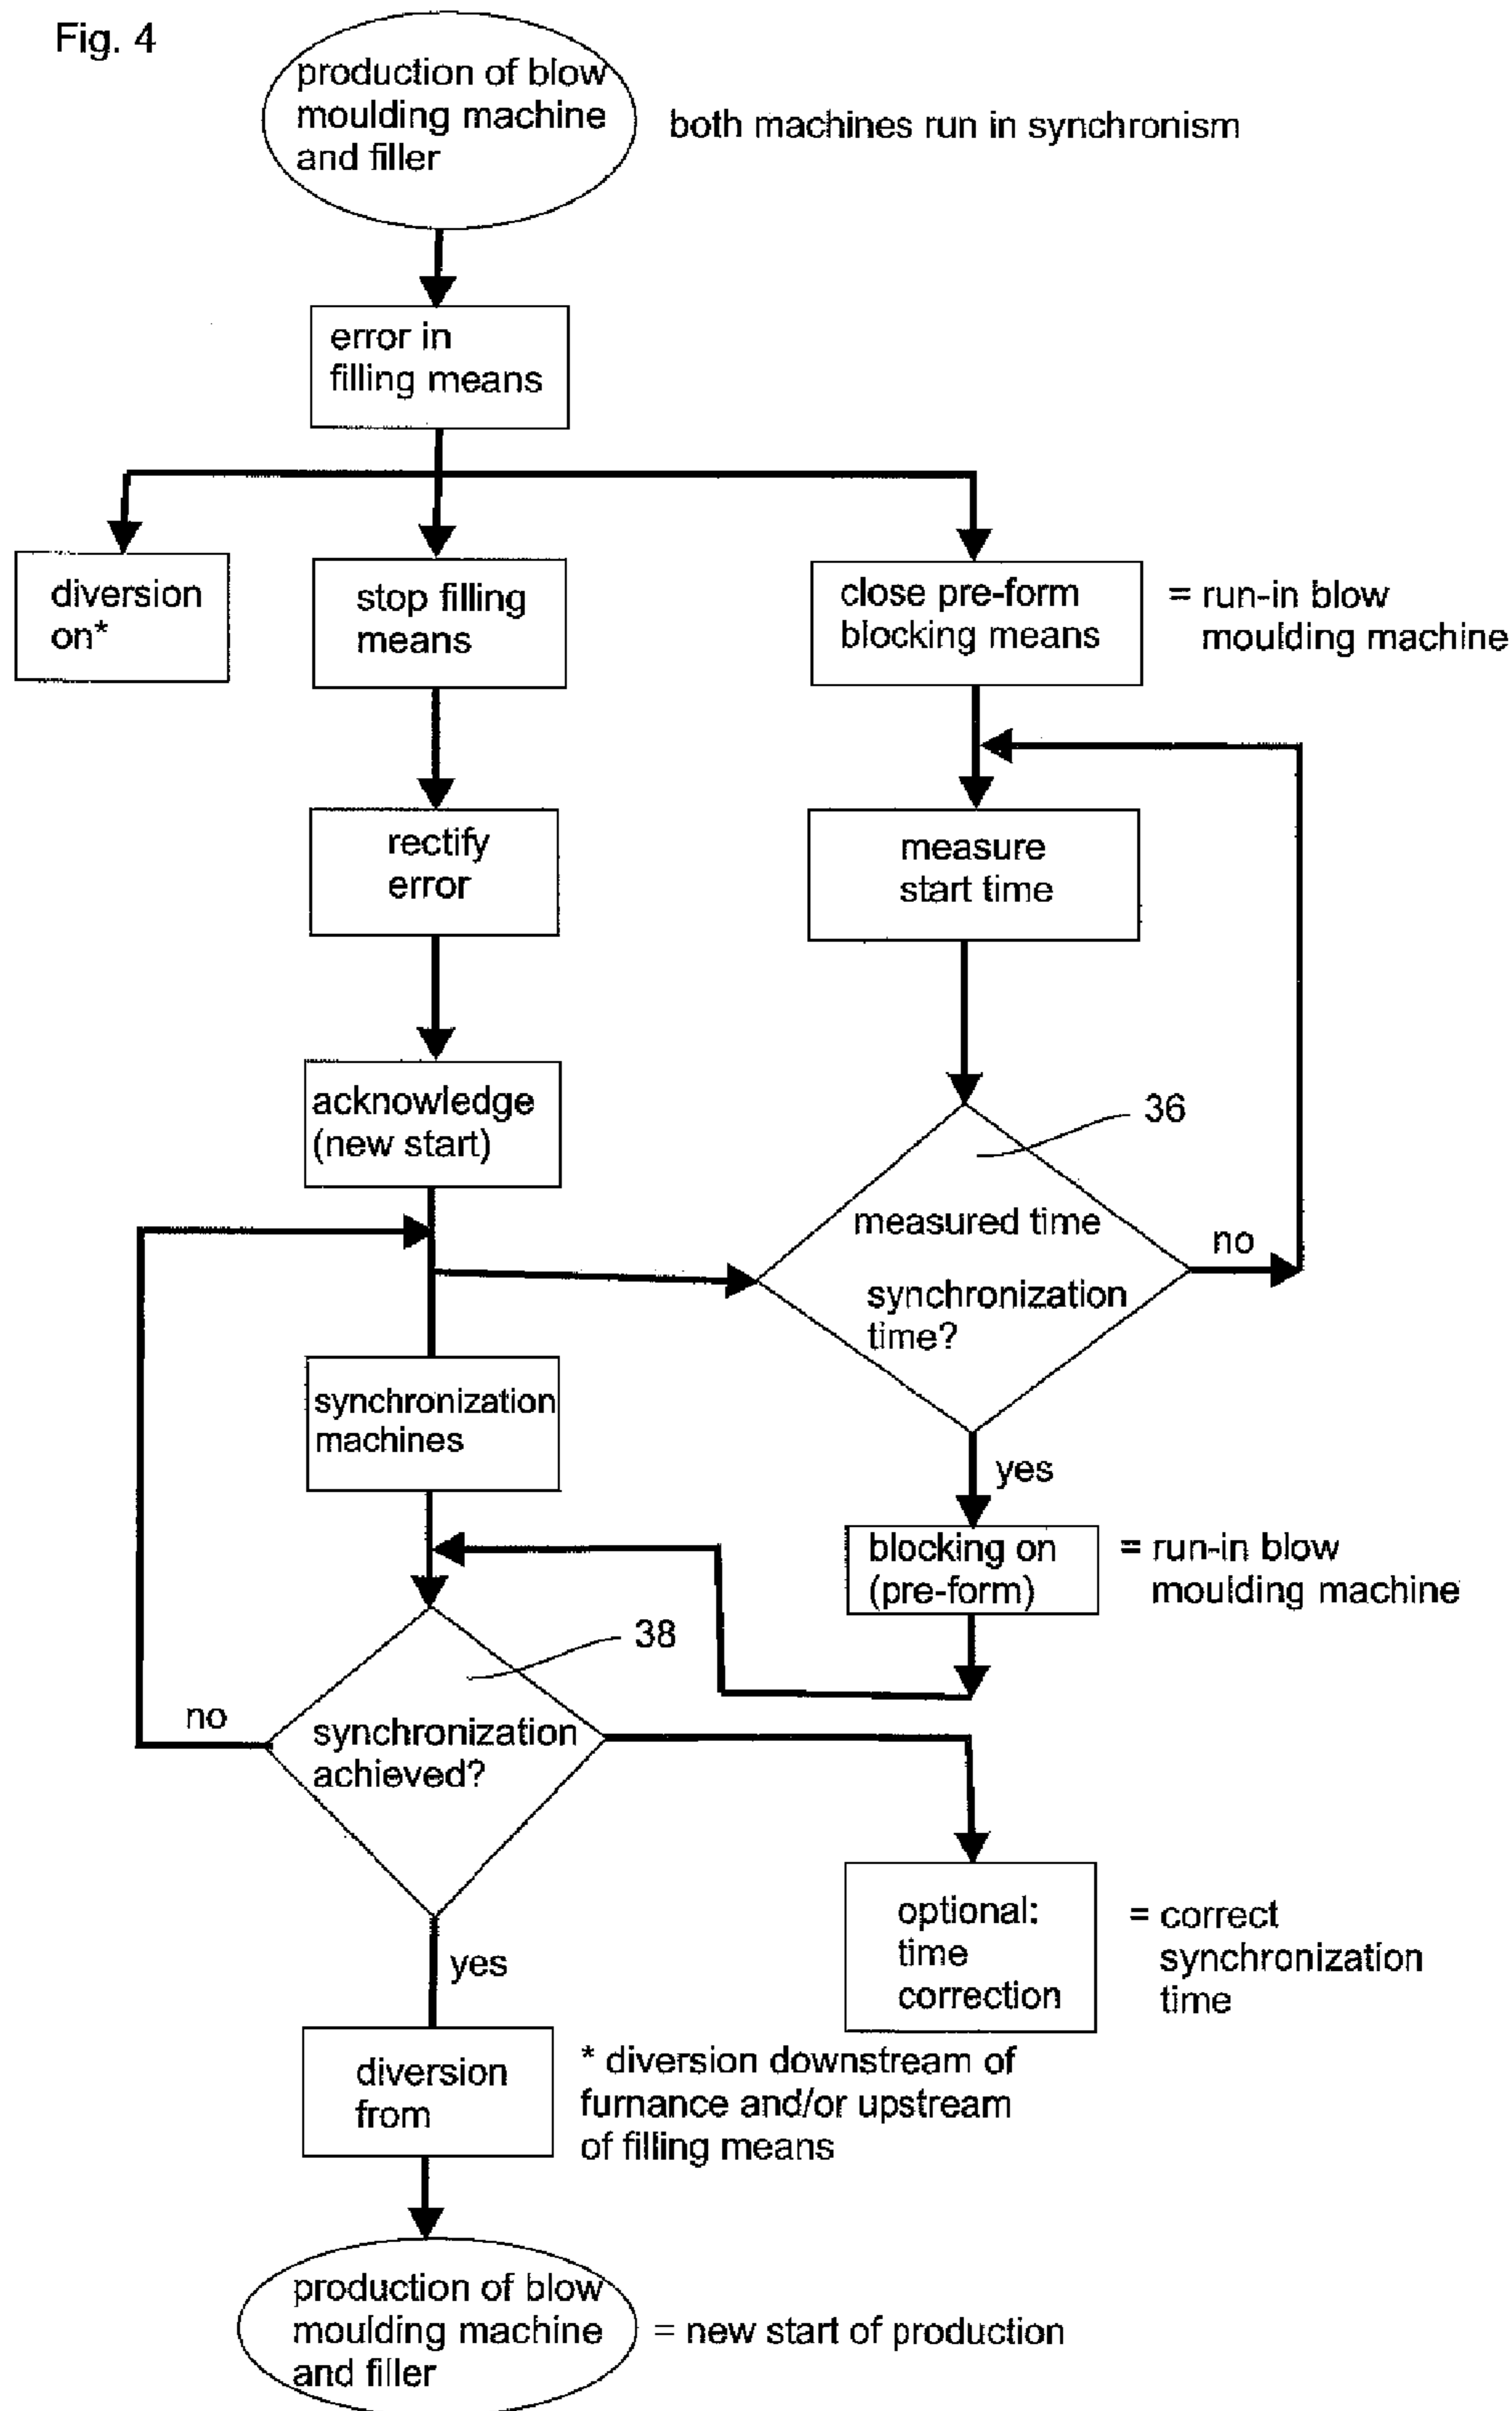 Fig. 4
production of blow
moulding machine
and filler
both machines run in synchronism
error in
filling means
diversion
on*
stop filling
means
close pre-form
blocking means
= run-in blow
moulding machine
rectify
error
measure
start time
acknowledge
(new start)
36
measured time
synchronization
time?
no
synchronization
machines
yes
blocking on
(pre-form)
= run-in blow
moulding machine
38
no
synchronization
achieved?
optional:
time
correction
= correct
synchronization
time
yes
diversion
from
* diversion downstream of
furnance and/or upstream
of filling means
production of blow
moulding machine
and filler
= new start of production